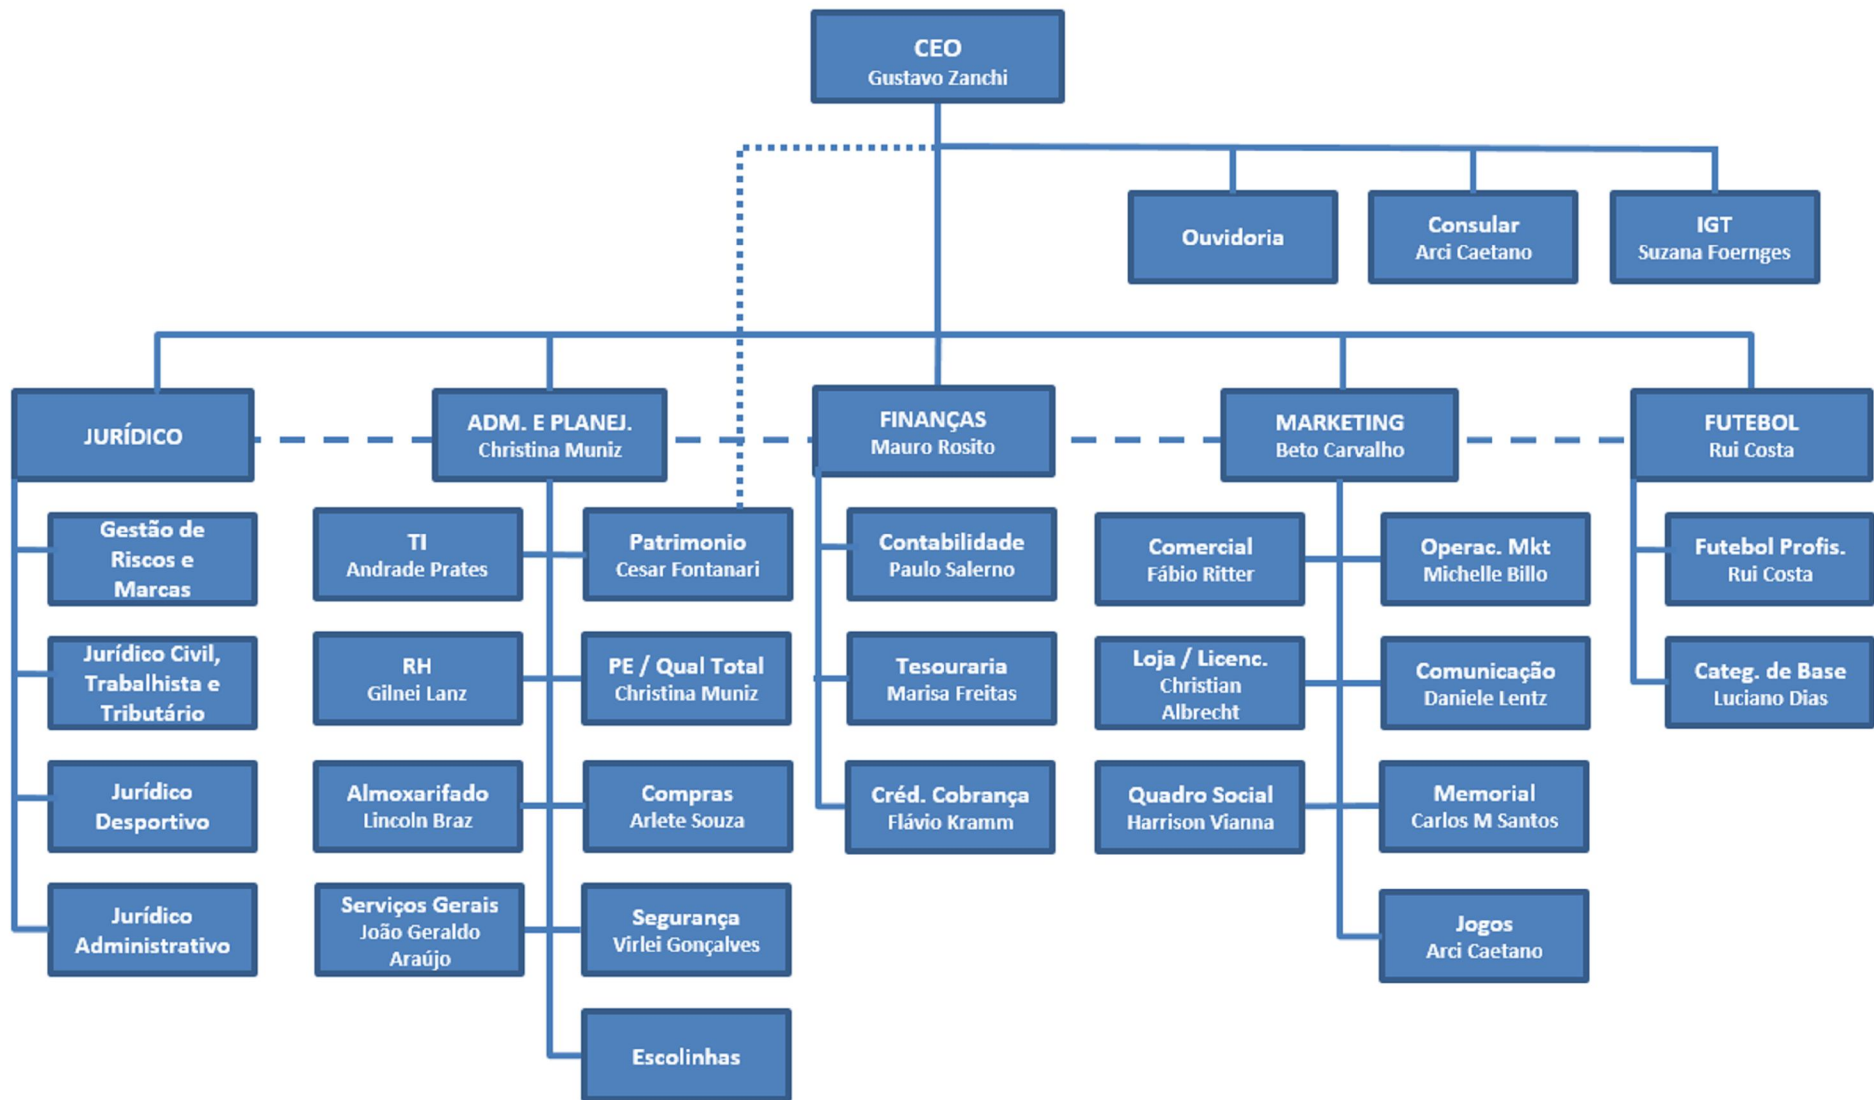 CEO
Gustavo Zanchi
Ouvidoria
Consular
Arci Caetano
IGT
Suzana Foernges
JURÍDICO
ADM. E PLANEJ.
Christina Muniz
FINANÇAS
Mauro Rosito
MARKETING
Beto Carvalho
FUTEBOL
Rui Costa
Gestão de
Riscos e
Marcas
Jurídico Civil,
Trabalhista e
Tributário
Jurídico
Desportivo
Jurídico
Administrativo
TI
Andrade Prates
Patrimonio
Cesar Fontanari
RH
Gilnei Lanz
PE / Qual Total
Christina Muniz
Almoxarifado
Lincoln Braz
Compras
Arlete Souza
Serviços Gerais
João Geraldo
Araújo
Segurança
Virlei Gonçalves
Escolinhas
Contabilidade
Paulo Salerno
Tesouraria
Marisa Freitas
Créd. Cobrança
Flávio Kramm
Comercial
Fábio Ritter
Operac. Mkt
Michelle Billo
Loja / Licenc.
Christian
Albrecht
Comunicação
Daniele Lentz
Quadro Social
Harrison Vianna
Memorial
Carlos M Santos
Jogos
Arci Caetano
Futebol Profis.
Rui Costa
Categ. de Base
Luciano Dias